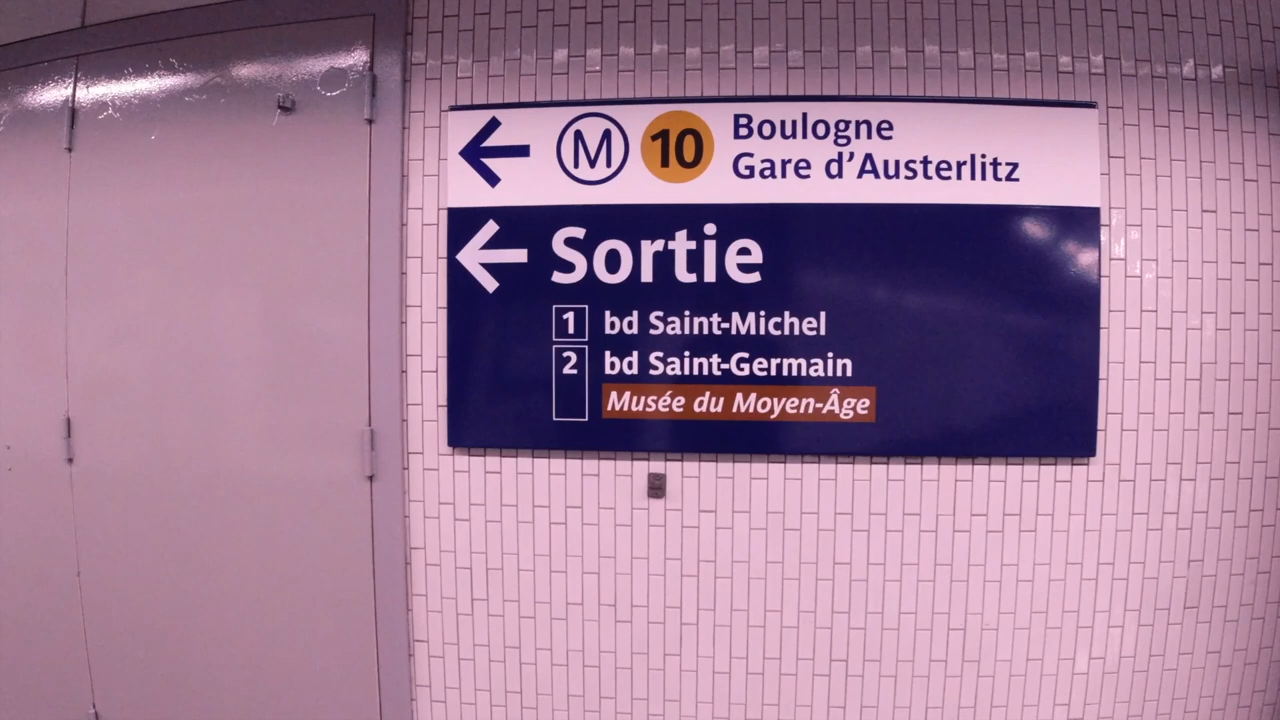 ← M 10 Boulogne
Gare d'Austerlitz
← Sortie
1 bd Saint-Michel
2 bd Saint-Germain
Musée du Moyen-Âge